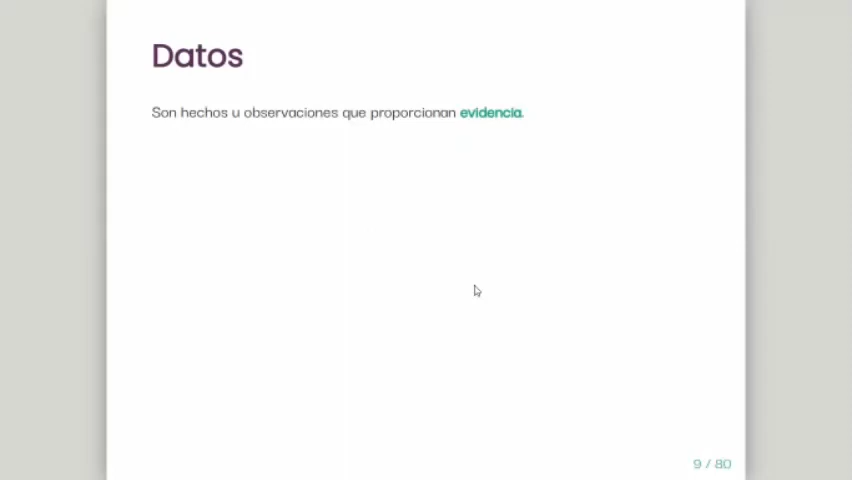 Datos
Son hechos u observaciones que proporcionan evidencia.
9 / 80